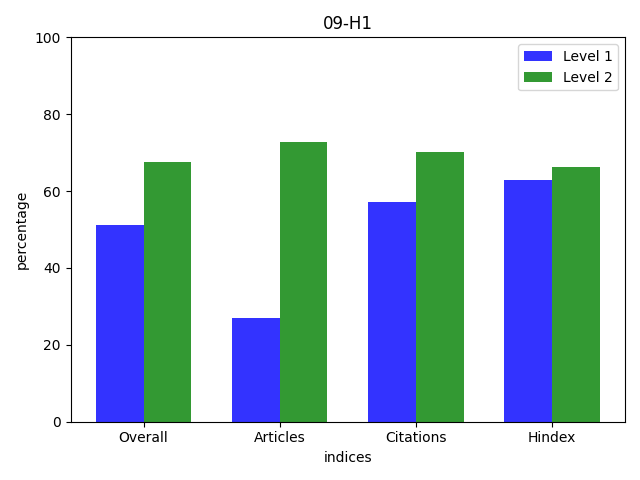 09-H1
Level 1
Level 2
percentage
100
80
60
40
20
0
Overall Articles Citations Hindex
indices